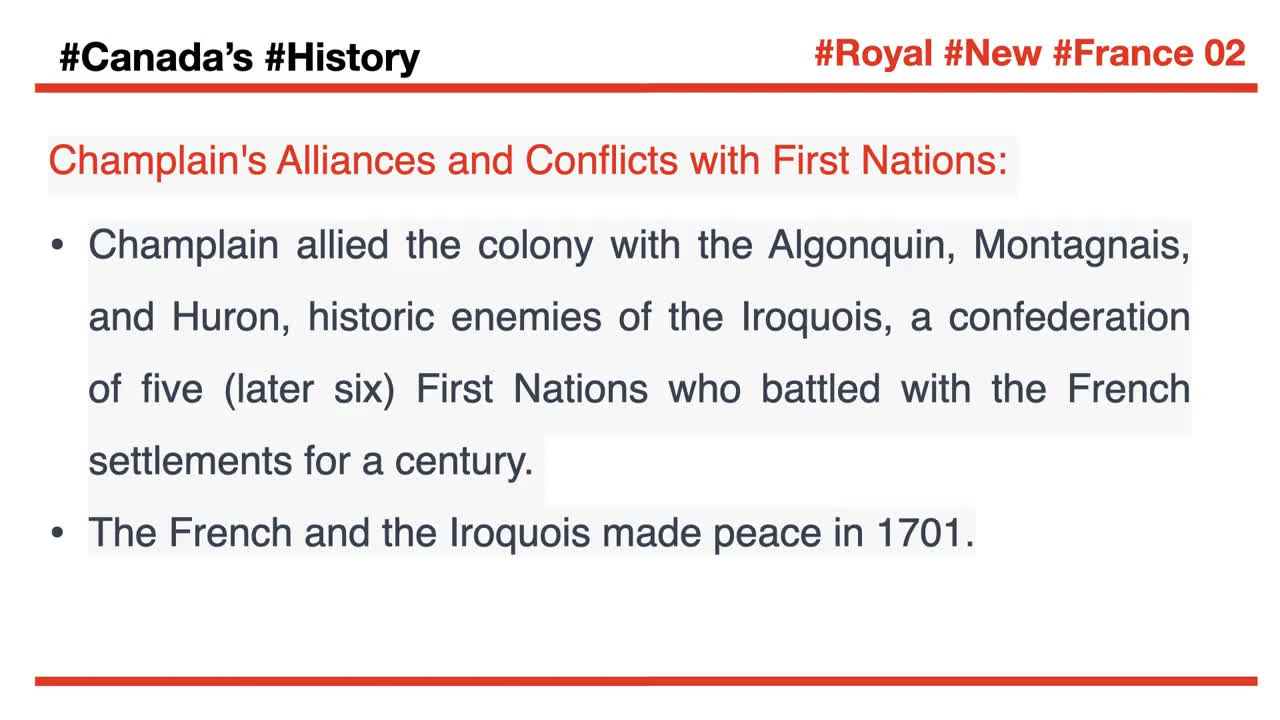 #Canada’s #History
#Royal #New #France 02
Champlain's Alliances and Conflicts with First Nations:
• Champlain allied the colony with the Algonquin, Montagnais,
and Huron, historic enemies of the Iroquois, a confederation
of five (later six) First Nations who battled with the French
settlements for a century.
• The French and the Iroquois made peace in 1701.